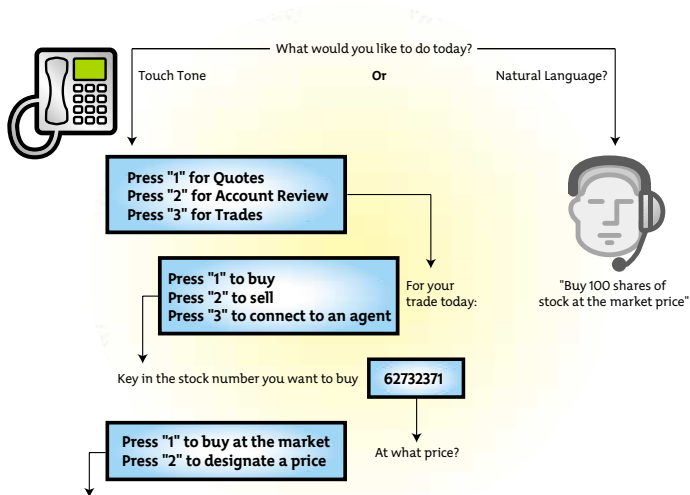 What would you like to do today?
Touch Tone
Or
Natural Language?
Press "1" for Quotes
Press "2" for Account Review
Press "3" for Trades
Press "1" to buy
Press "2" to sell
Press "3" to connect to an agent
For your
trade today:
"Buy 100 shares of
stock at the market price"
Key in the stock number you want to buy
62732371
Press "1" to buy at the market
Press "2" to designate a price
At what price?